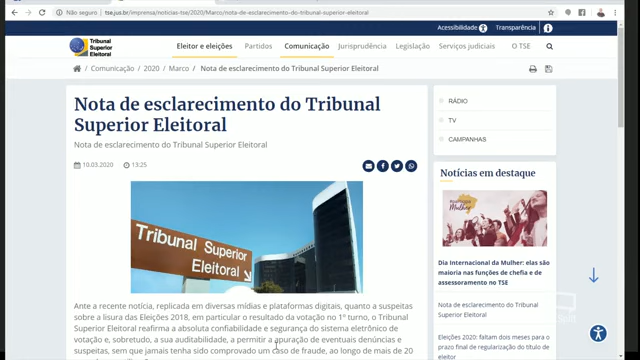 Não seguro | tse.jus.br/imprensa/noticias-tse/2020/Marco/nota-de-esclarecimento-do-tribunal-superior-eleitoral
Acessibilidade
Transparência
Tribunal
Superior
Eleitoral
Eleitor e eleições
Partidos
Comunicação
Jurisprudência
Legislação
Serviços judiciais
O TSE
/ Comunicação / 2020 / Marco / Nota de esclarecimento do Tribunal Superior Eleitoral
Nota de esclarecimento do Tribunal
Superior Eleitoral
Nota de esclarecimento do Tribunal Superior Eleitoral
10.03.2020
13:25
Tribunal Superior
Eleitoral
Ante a recente notícia, replicada em diversas mídias e plataformas digitais, quanto a suspeitas
sobre a lisura das Eleições 2018, em particular o resultado da votação no 1º turno, o Tribunal
Superior Eleitoral reafirma a absoluta confiabilidade e segurança do sistema eletrônico de
votação e, sobretudo, a sua auditabilidade, a permitir a apuração de eventuais denúncias e
suspeitas, sem que jamais tenha sido comprovado um caso de fraude, ao longo de mais de 20
RÁDIO
TV
CAMPANHAS
Notícias em destaque
Mulher
Dia Internacional da Mulher: elas são
maioria nas funções de chefia e de
assessoramento no TSE
Nota de esclarecimento do Tribunal
Superior Eleitoral
Eleições 2020: faltam dois meses para o
prazo final de regularização do título de
eleitor